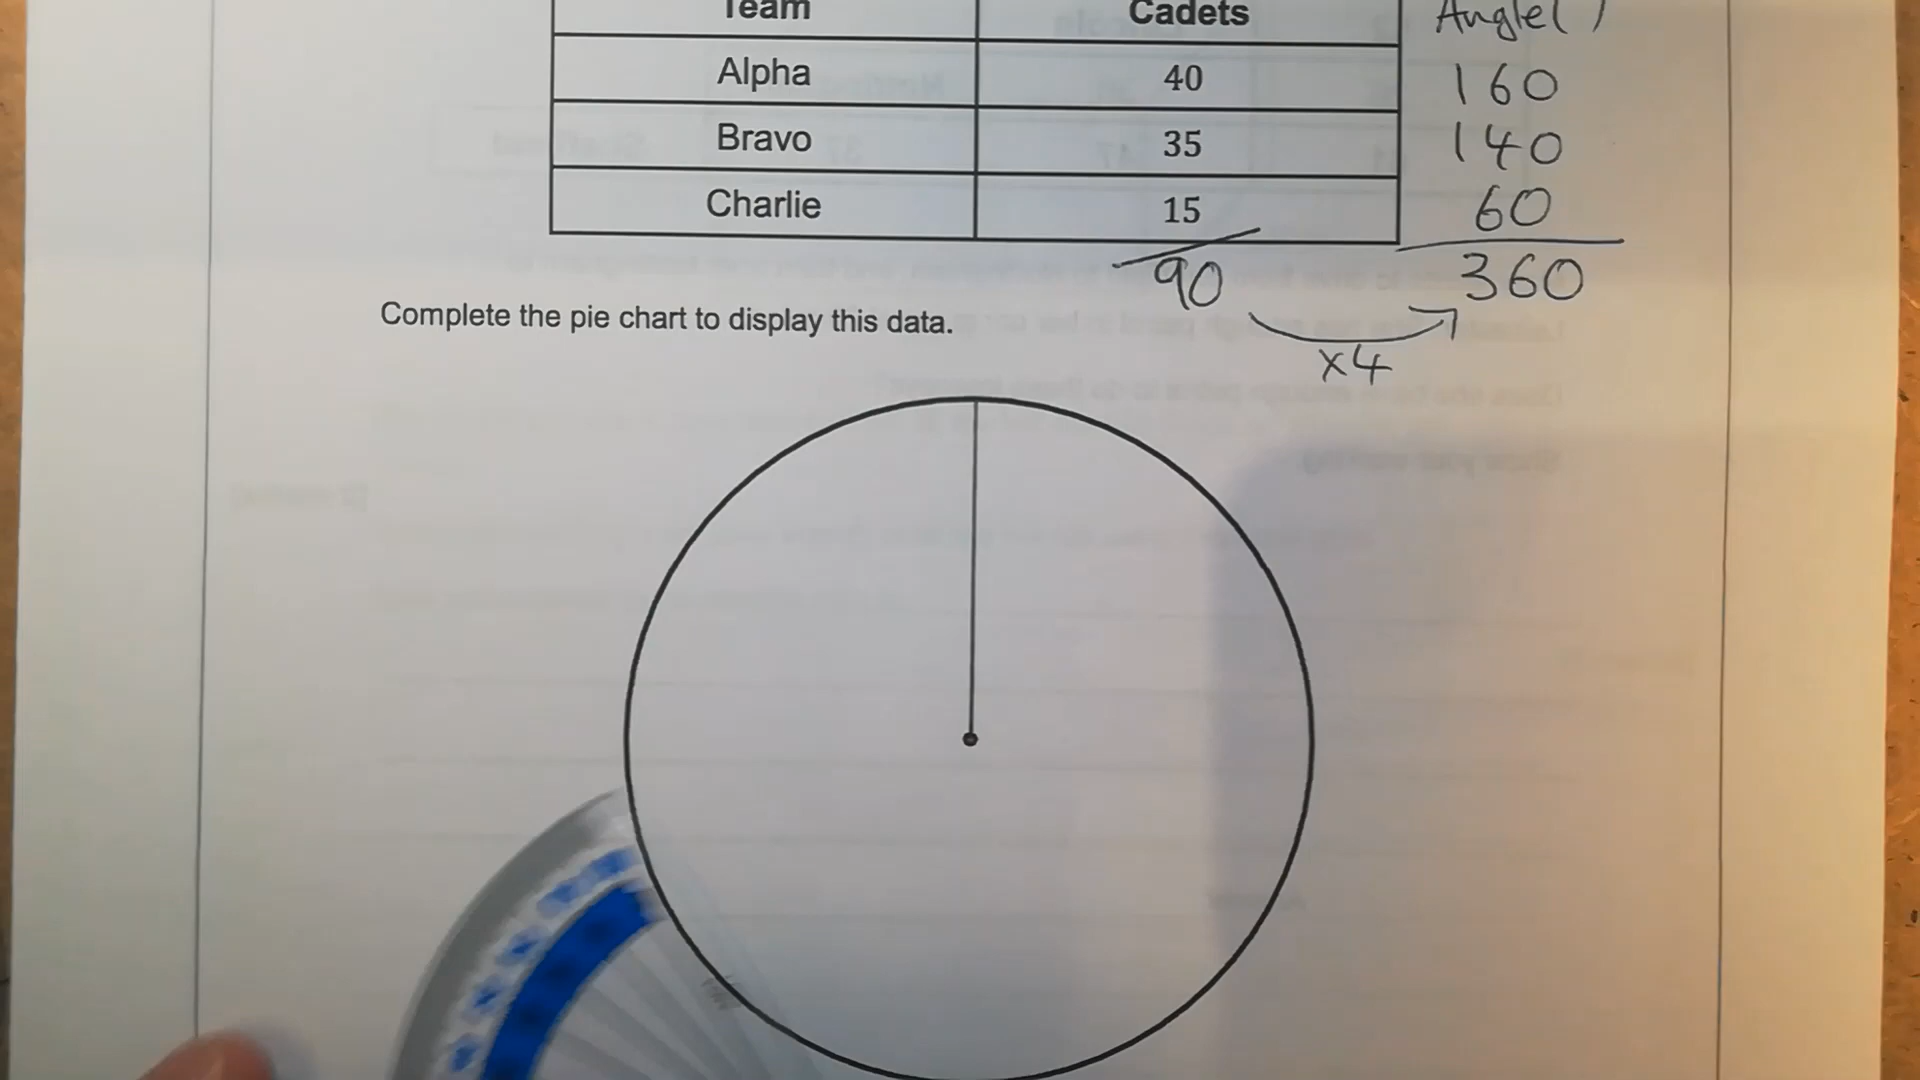 Team Cadets Angle( )
Alpha 40 160
Bravo 35 140
Charlie 15 60
90 360
Complete the pie chart to display this data.
x4